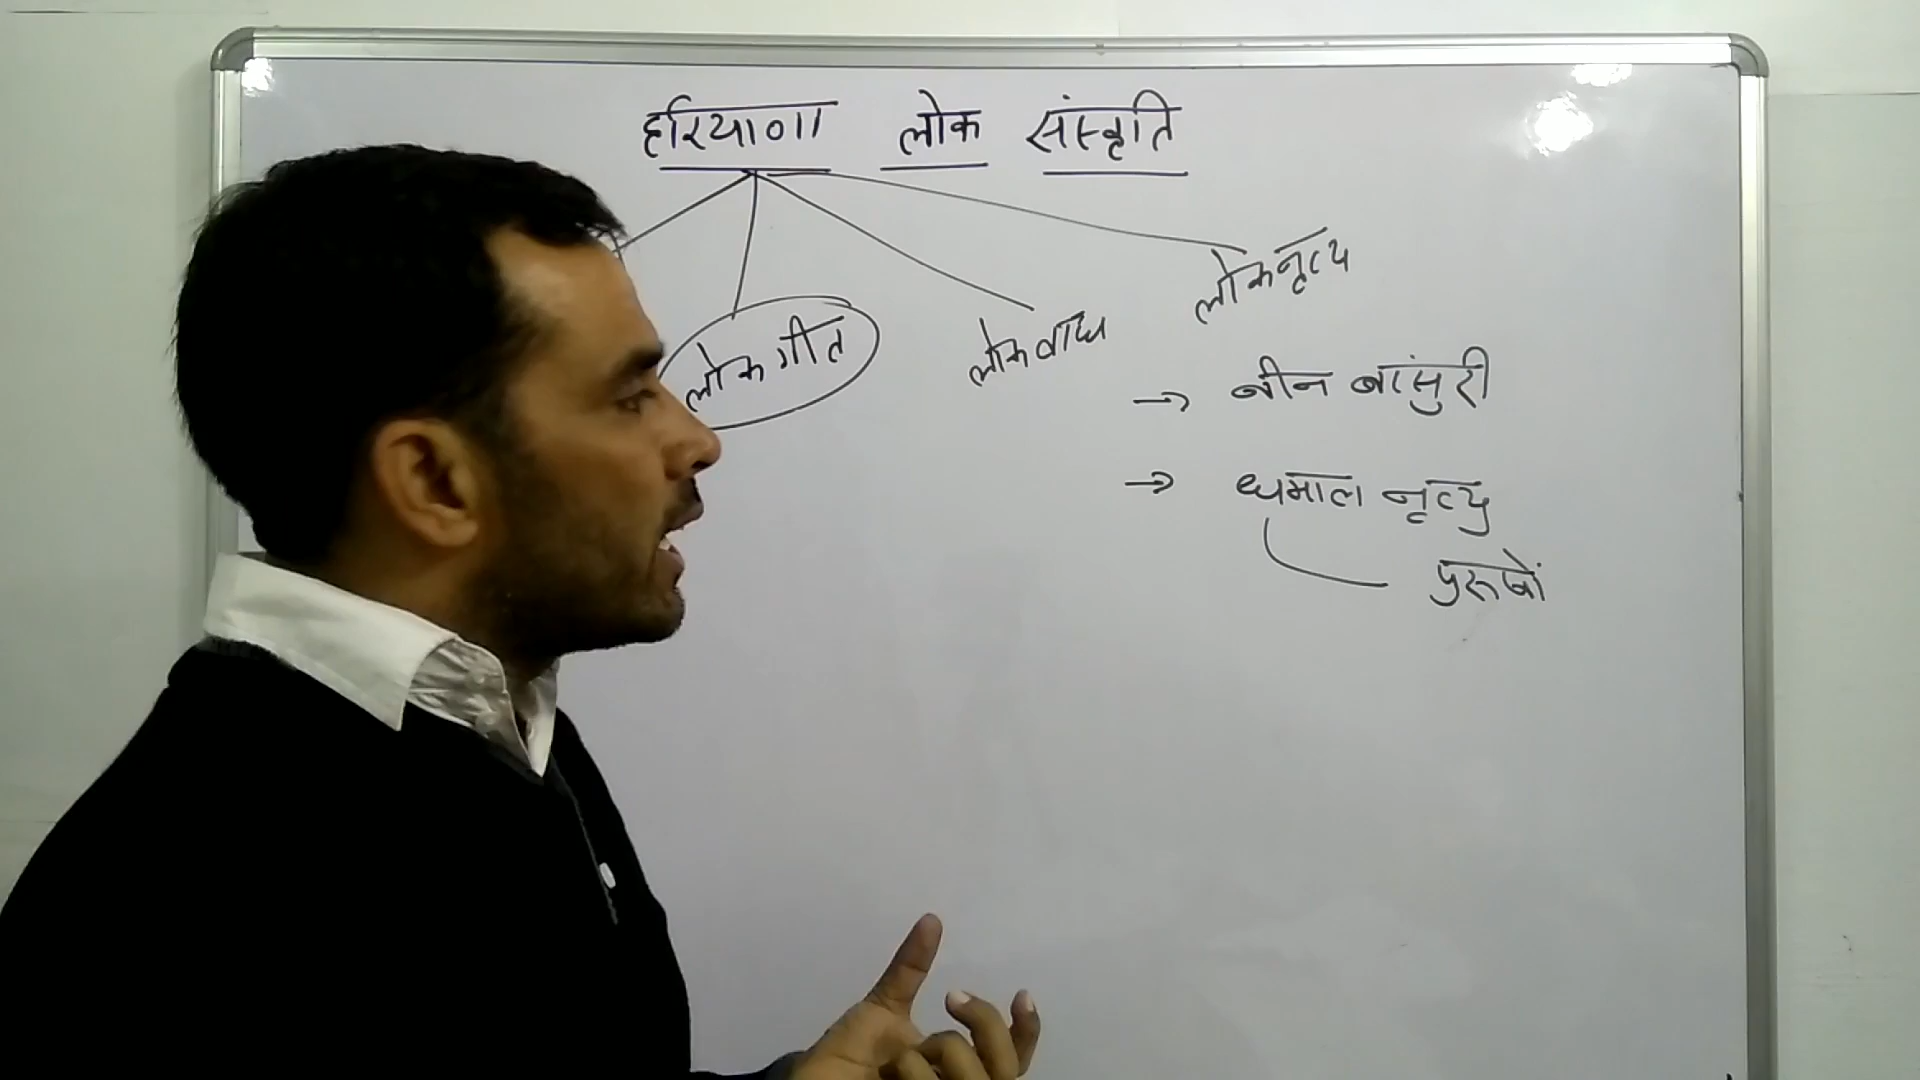 हरियाणा लोक संस्कृति
लोकनृत्य
लोकगीत
लोकवाद्य
→ बीन बांसुरी
→ धमाल नृत्य
पुरुषों